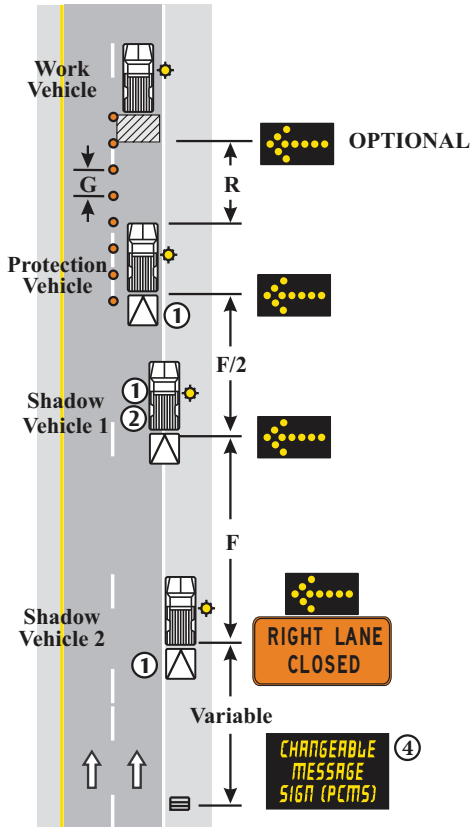 Work
Vehicle
OPTIONAL
G
R
Protection
Vehicle
1
F/2
1
Shadow
2
Vehicle 1
F
Shadow
Vehicle 2
RIGHT LANE
CLOSED
1
Variable
CHANGEABLE
MESSAGE
SIGN (PCMS)
4